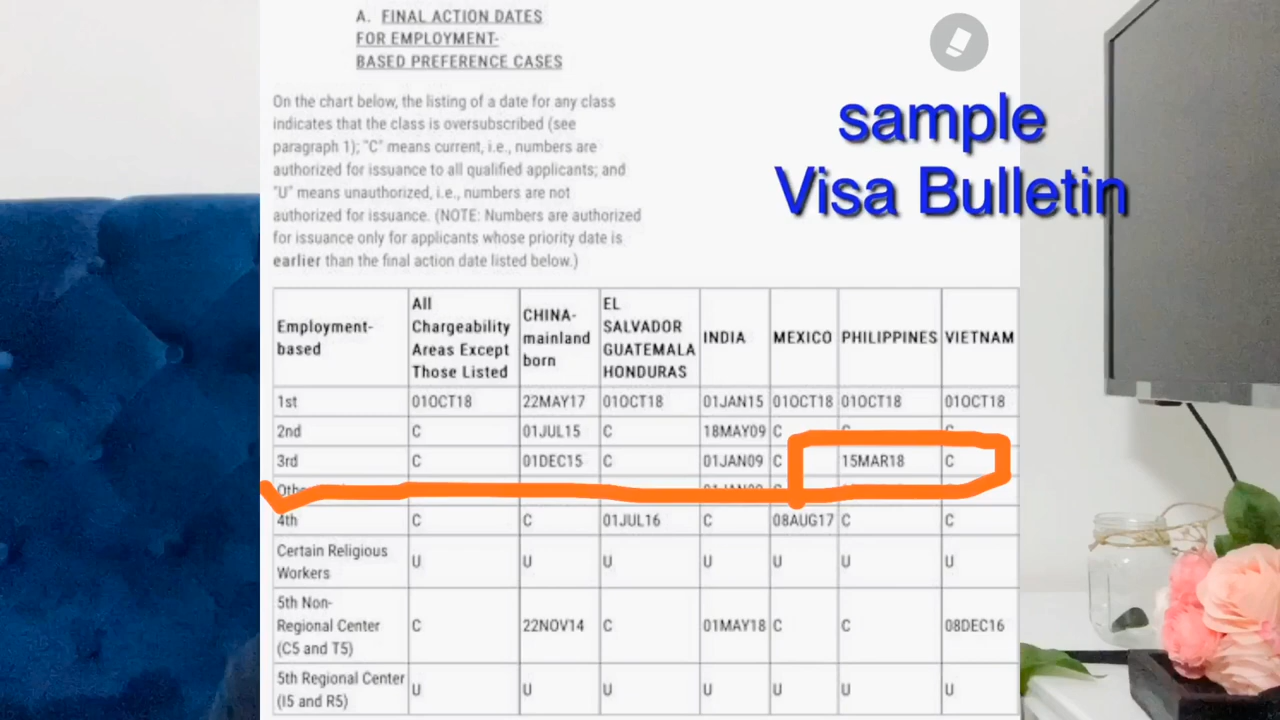 A. FINAL ACTION DATES
FOR EMPLOYMENT-
BASED PREFERENCE CASES
sample
Visa Bulletin
On the chart below, the listing of a date for any class
indicates that the class is oversubscribed (see
paragraph 1); "C" means current, i.e., numbers are
authorized for issuance to all qualified applicants; and
"U" means unauthorized, i.e., numbers are not
authorized for issuance. (NOTE: Numbers are authorized
for issuance only for applicants whose priority date is
earlier than the final action date listed below.)
Employment-
based
All
Chargeability
Areas Except
Those Listed
CHINA-
mainland
born
EL
SALVADOR
GUATEMALA
HONDURAS
INDIA
MEXICO
PHILIPPINES
VIETNAM
1st 01OCT18 22MAY17 01OCT18 01JAN15 01OCT18 01OCT18 01OCT18
2nd C 01JUL15 C 18MAY09 C C C
3rd C 01DEC15 C 01JAN09 C 15MAR18 C
01JAN09 C
4th C C 01JUL16 C 08AUG17 C C
Certain Religious
Workers
U U U U U U U
5th Non-
Regional Center
(C5 and T5)
C 22NOV14 C 01MAY18 C C 08DEC16
5th Regional Center
(I5 and R5)
U U U U U U U